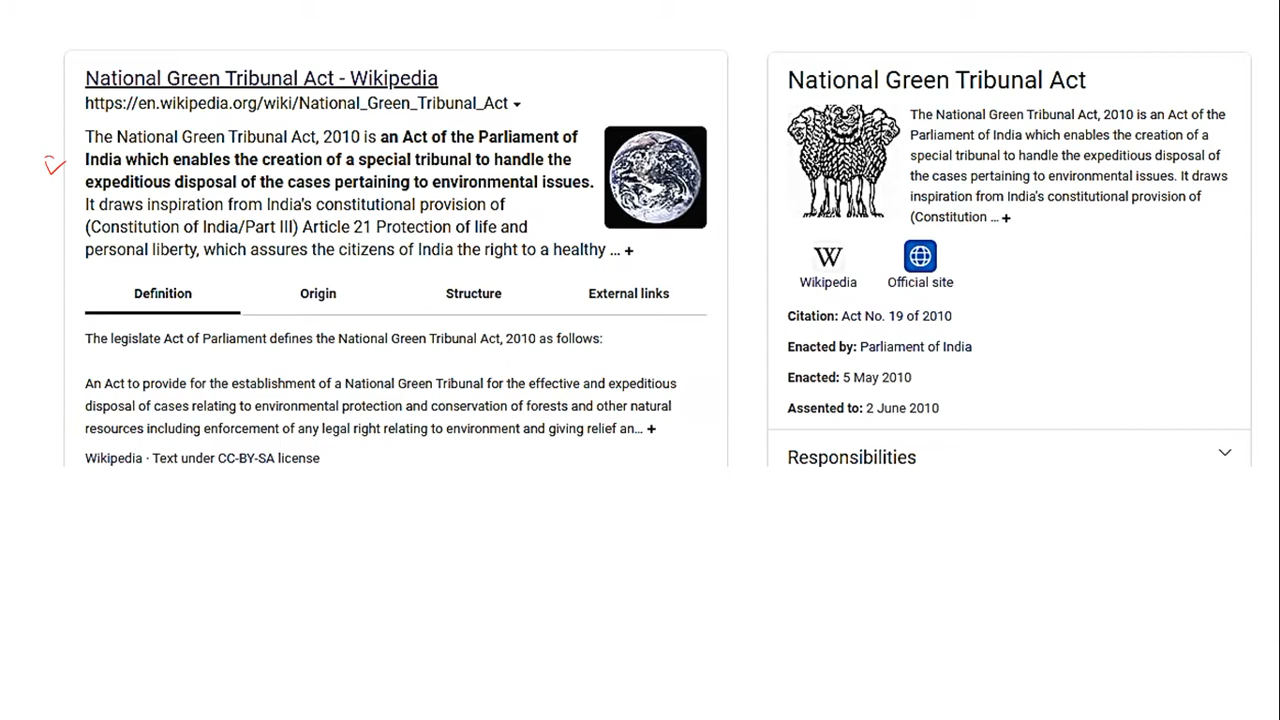 National Green Tribunal Act - Wikipedia
https://en.wikipedia.org/wiki/National_Green_Tribunal_Act
The National Green Tribunal Act, 2010 is an Act of the Parliament of
India which enables the creation of a special tribunal to handle the
expeditious disposal of the cases pertaining to environmental issues.
It draws inspiration from India's constitutional provision of
(Constitution of India/Part III) Article 21 Protection of life and
personal liberty, which assures the citizens of India the right to a healthy ... +
Definition Origin Structure External links
The legislate Act of Parliament defines the National Green Tribunal Act, 2010 as follows:
An Act to provide for the establishment of a National Green Tribunal for the effective and expeditious
disposal of cases relating to environmental protection and conservation of forests and other natural
resources including enforcement of any legal right relating to environment and giving relief an... +
Wikipedia · Text under CC-BY-SA license
National Green Tribunal Act
The National Green Tribunal Act, 2010 is an Act of the
Parliament of India which enables the creation of a
special tribunal to handle the expeditious disposal of
the cases pertaining to environmental issues. It draws
inspiration from India's constitutional provision of
(Constitution ... +
W
Wikipedia Official site
Citation: Act No. 19 of 2010
Enacted by: Parliament of India
Enacted: 5 May 2010
Assented to: 2 June 2010
Responsibilities